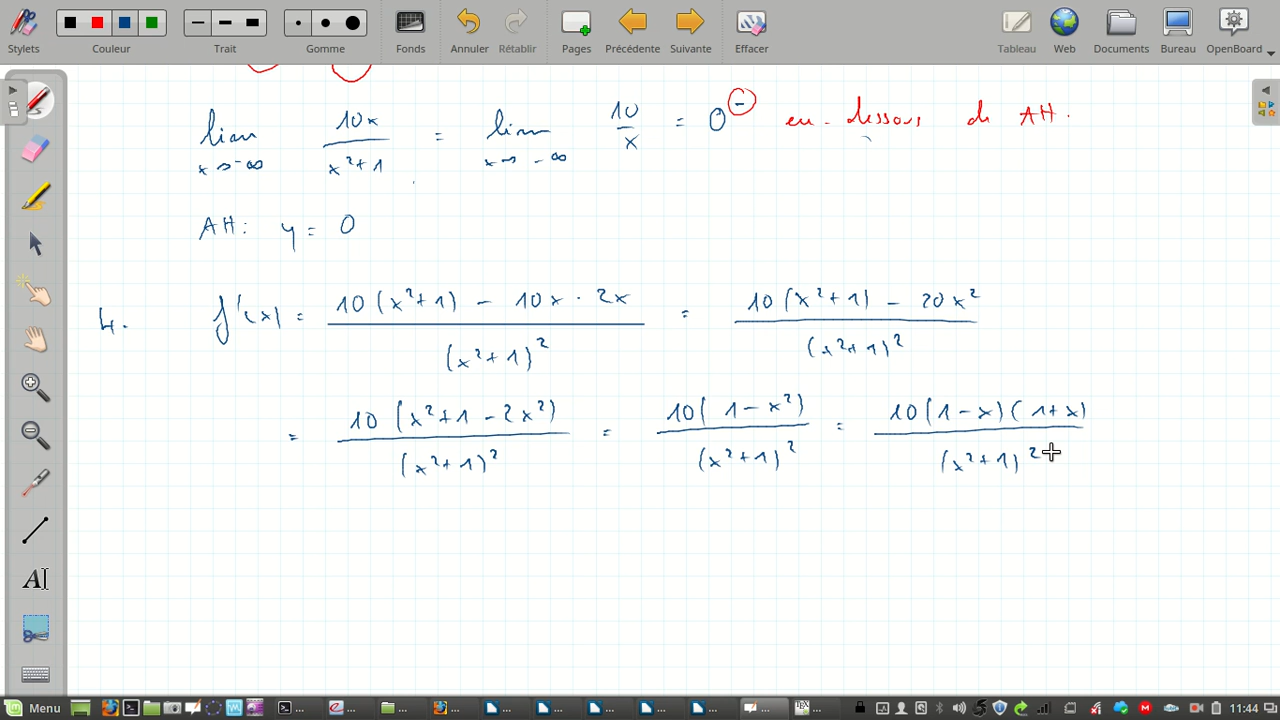 Stylets Couleur Trait Gomme Fonds Annuler Rétablir Pages Précédente Suivante Effacer Tableau Web Documents Bureau OpenBoard
lim x→-∞ 10x/(x²+1) = lim x→-∞ 10/x = 0⁻ en-dessous de AH.
AH: y = 0
4. f'(x) = (10(x²+1) - 10x · 2x)/(x²+1)² = (10(x²+1) - 20x²)/(x²+1)²
= 10(x²+1-2x²)/(x²+1)² = 10(1-x²)/(x²+1)² = 10(1-x)(1+x)/(x²+1)²
Menu 11:44